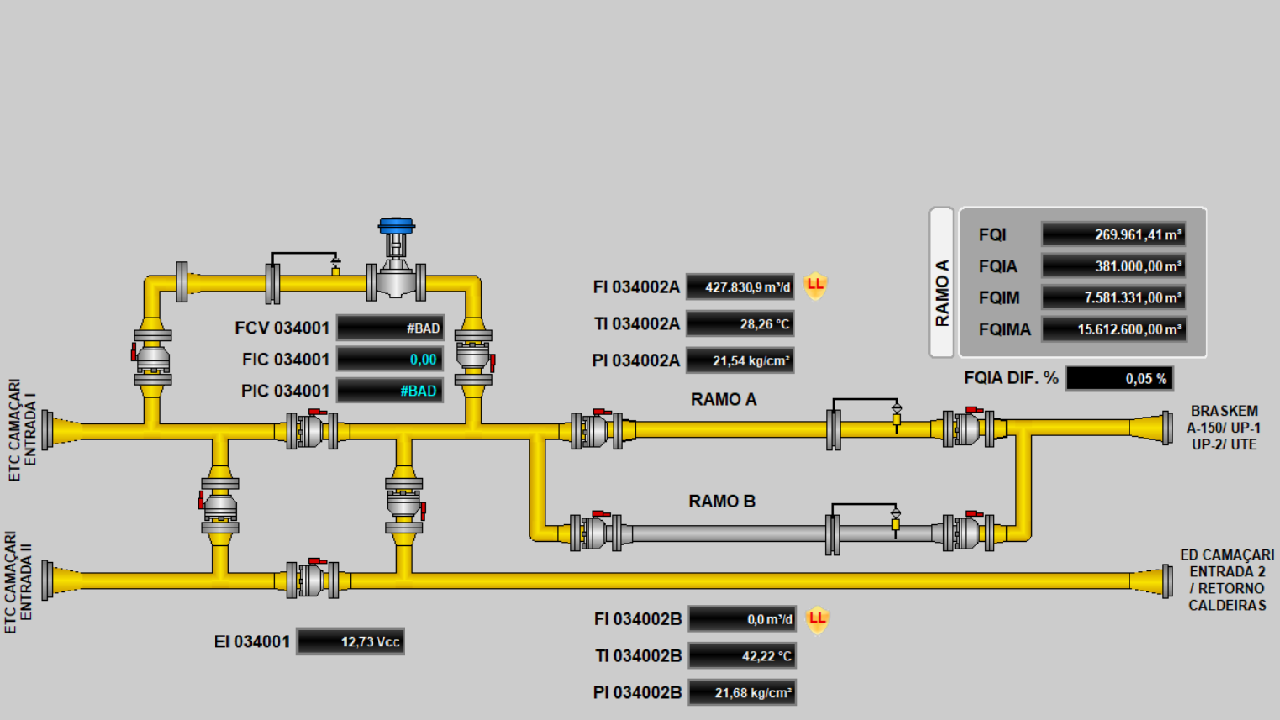 RAMO A
FQI 269.961,41 m³
FQIA 381.000,00 m³
FQIM 7.581.331,00 m³
FQIMA 15.612.600,00 m³
FQIA DIF. % 0,05 %
FI 034002A 427.830,9 m³/d LL
TI 034002A 28,26 °C
PI 034002A 21,54 kg/cm²
FCV 034001 #BAD
FIC 034001 0,00
PIC 034001 #BAD
RAMO A
ETC CAMAÇARI
ENTRADA I
BRASKEM
A-150/ UP-1
UP-2/ UTE
RAMO B
ETC CAMAÇARI
ENTRADA II
ED CAMAÇARI
ENTRADA 2
/ RETORNO
CALDEIRAS
EI 034001 12,73 Vcc
FI 034002B 0,0 m³/d LL
TI 034002B 42,22 °C
PI 034002B 21,68 kg/cm²